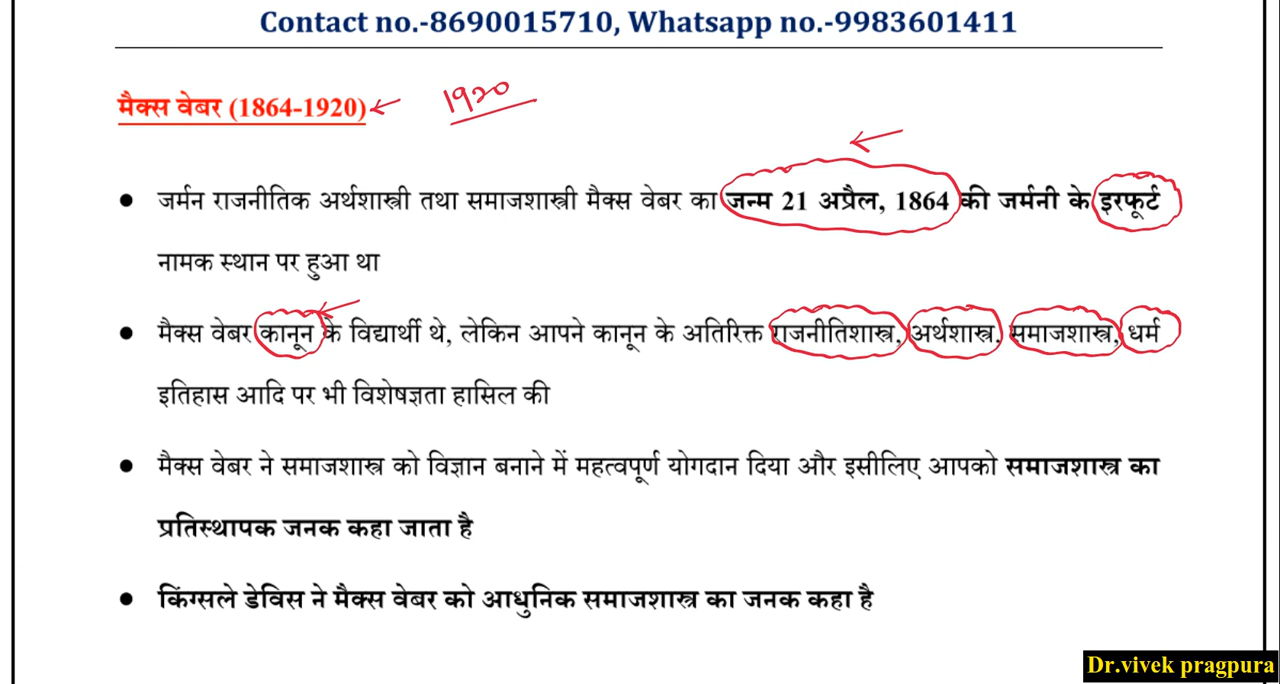 Contact no.-8690015710, Whatsapp no.-9983601411
मैक्स वेबर (1864-1920)
1920
जर्मन राजनीतिक अर्थशास्त्री तथा समाजशास्त्री मैक्स वेबर का जन्म 21 अप्रैल, 1864 की जर्मनी के इरफूर्ट
नामक स्थान पर हुआ था
मैक्स वेबर कानून के विद्यार्थी थे, लेकिन आपने कानून के अतिरिक्त राजनीतिशास्त्र, अर्थशास्त्र, समाजशास्त्र, धर्म
इतिहास आदि पर भी विशेषज्ञता हासिल की
मैक्स वेबर ने समाजशास्त्र को विज्ञान बनाने में महत्वपूर्ण योगदान दिया और इसीलिए आपको समाजशास्त्र का
प्रतिस्थापक जनक कहा जाता है
किंग्सले डेविस ने मैक्स वेबर को आधुनिक समाजशास्त्र का जनक कहा है
Dr.vivek pragpura